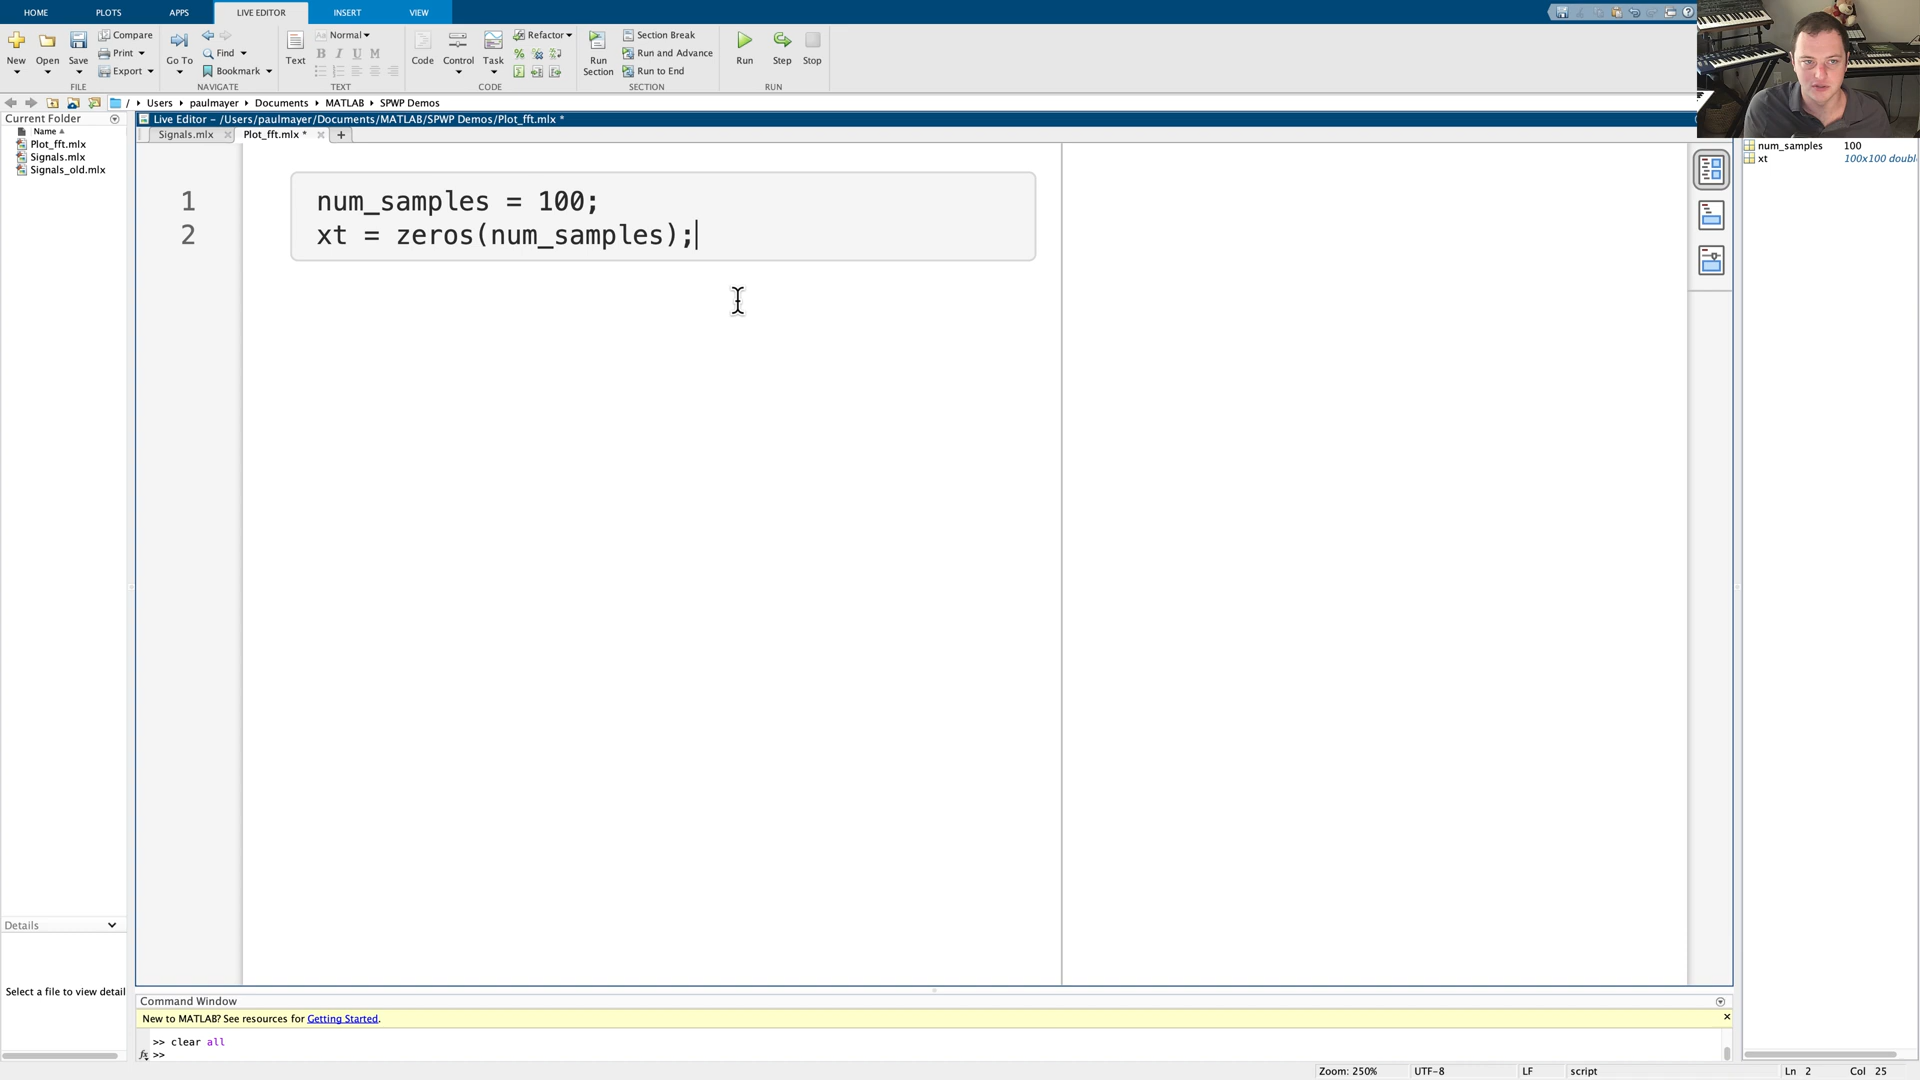 HOME PLOTS APPS LIVE EDITOR INSERT VIEW
New Open Save Compare Print Export
Go To Find Bookmark
Text Aa Normal B I U M
Code Control Task Refactor
Run Section Section Break Run and Advance Run to End
Run Step Stop
FILE NAVIGATE TEXT CODE SECTION RUN
/ Users paulmayer Documents MATLAB SPWP Demos
Current Folder
Name
Plot_fft.mlx
Signals.mlx
Signals_old.mlx
Live Editor - /Users/paulmayer/Documents/MATLAB/SPWP Demos/Plot_fft.mlx *
Signals.mlx Plot_fft.mlx * +
1 num_samples = 100;
2 xt = zeros(num_samples);
num_samples 100
xt 100x100 doubl
Details
Select a file to view detail
Command Window
New to MATLAB? See resources for Getting Started.
>> clear all
fx >>
Zoom: 250% UTF-8 LF script Ln 2 Col 25